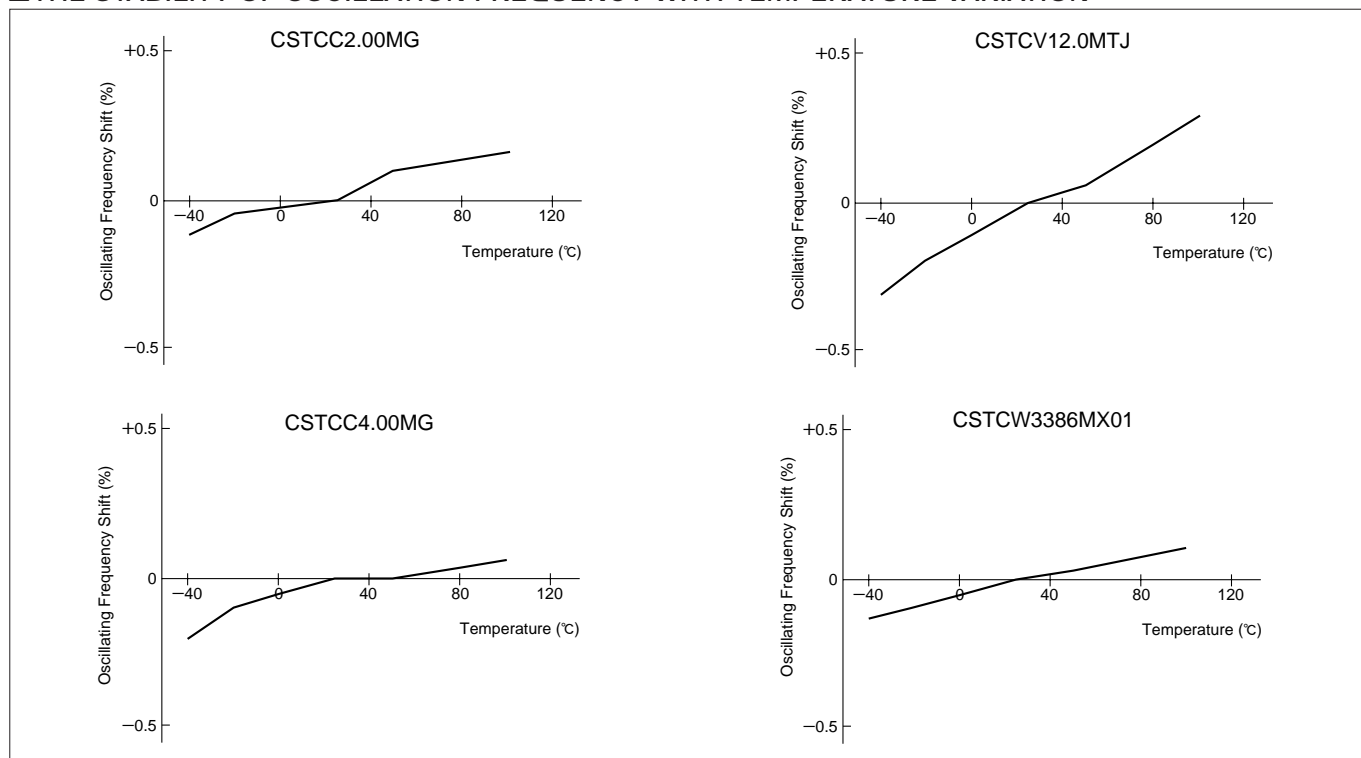 CSTCC2.00MG
+0.5
0
−0.5
−40
0
40
80
120
Oscillating Frequency Shift (%)
Temperature (℃)
CSTCV12.0MTJ
+0.5
0
−0.5
−40
0
40
80
120
Oscillating Frequency Shift (%)
Temperature (℃)
CSTCC4.00MG
+0.5
0
−0.5
−40
0
40
80
120
Oscillating Frequency Shift (%)
Temperature (℃)
CSTCW3386MX01
+0.5
0
−0.5
−40
0
40
80
120
Oscillating Frequency Shift (%)
Temperature (℃)